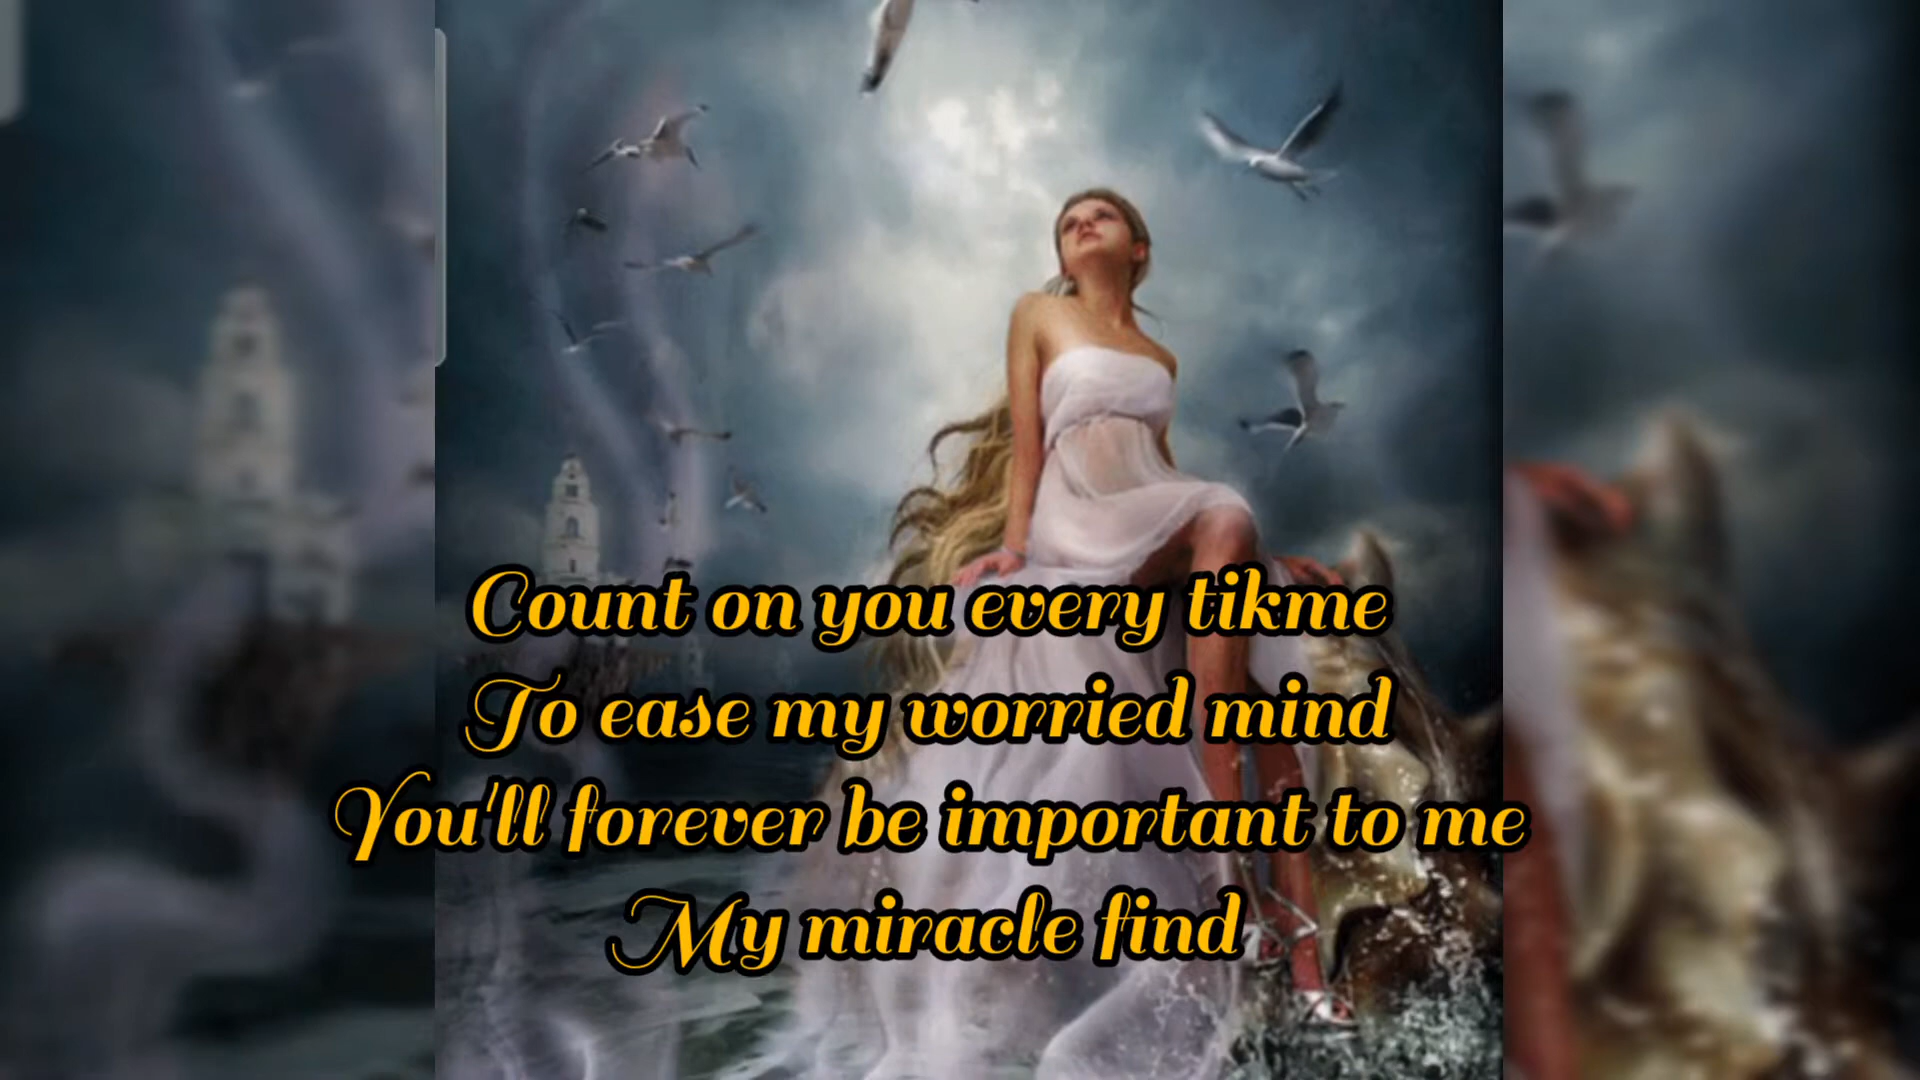 Count on you every tikme
To ease my worried mind
You'll forever be important to me
My miracle find